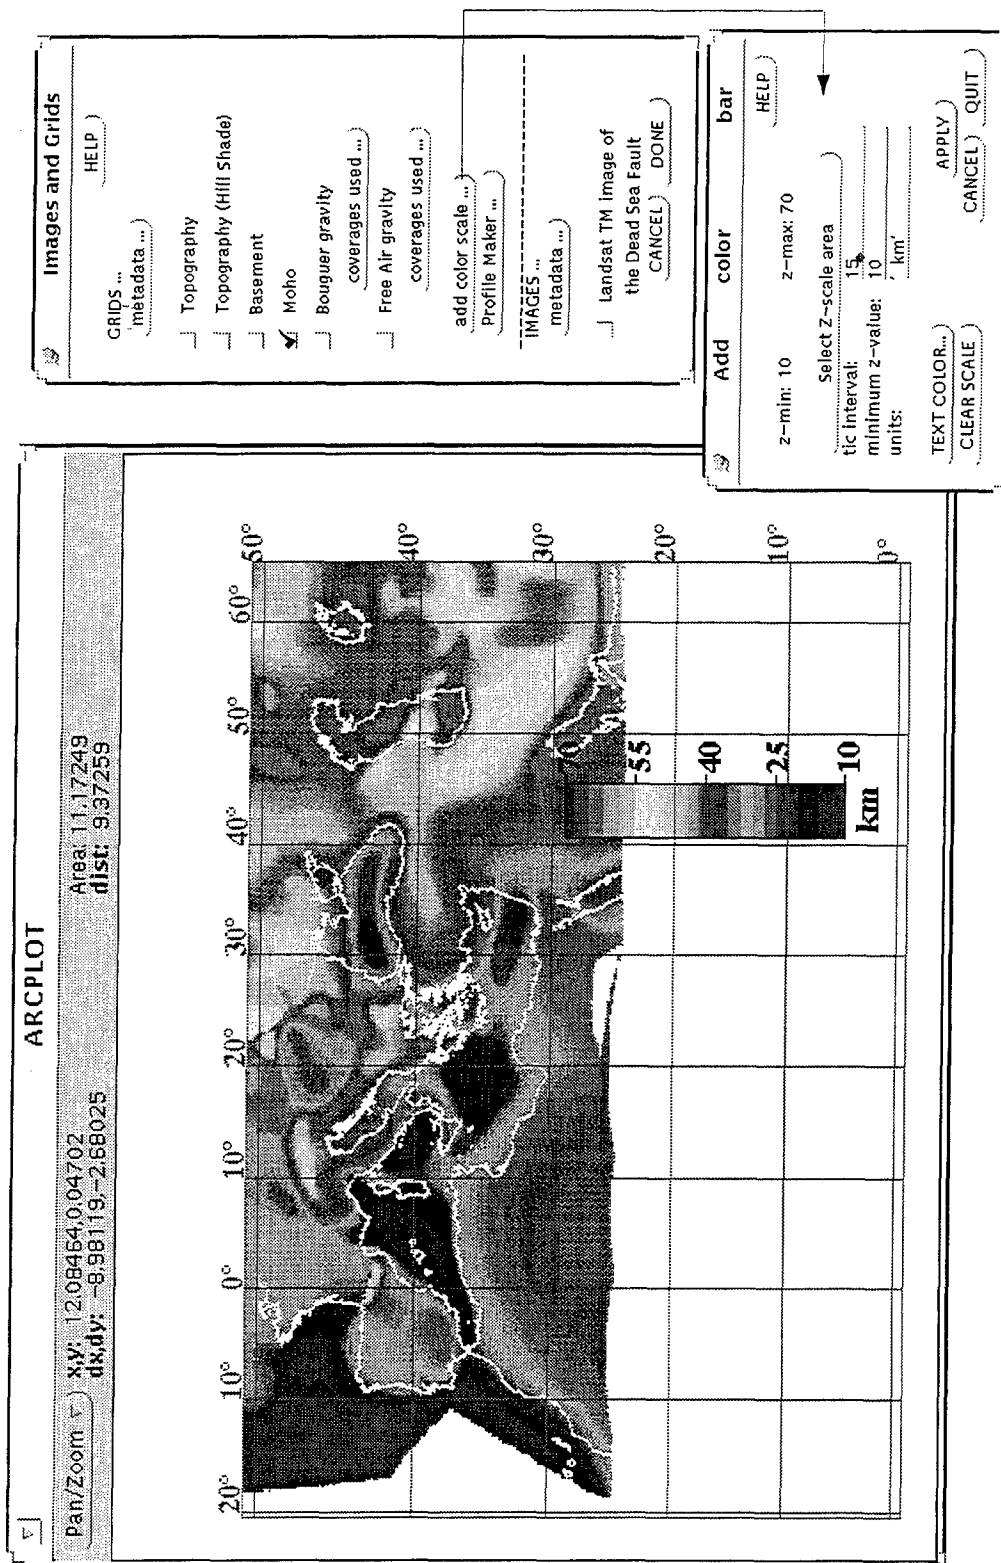 ARCPLOT
Pan/Zoom
x,y: 12.08464,0.04702
Area: 11.17249
dx,dy: -8.98119,-2.68025
dist: 9.37259
20°
10°
0°
10°
20°
30°
40°
50°
60°
50°
40°
30°
20°
10°
0°
70
55
40
25
10
km
Images and Grids
GRIDS ...
HELP
metadata ...
Topography
Topography (Hill Shade)
Basement
Moho
Bouguer gravity
coverages used ...
Free Air gravity
coverages used ...
add color scale ...
Profile Maker ...
IMAGES ...
metadata ...
Landsat TM image of
the Dead Sea Fault
CANCEL
DONE
Add color bar
HELP
z-min: 10
z-max: 70
Select Z-scale area
tic interval: 15
minimum z-value: 10
units: ' km'
TEXT COLOR...
APPLY
CLEAR SCALE
CANCEL
QUIT